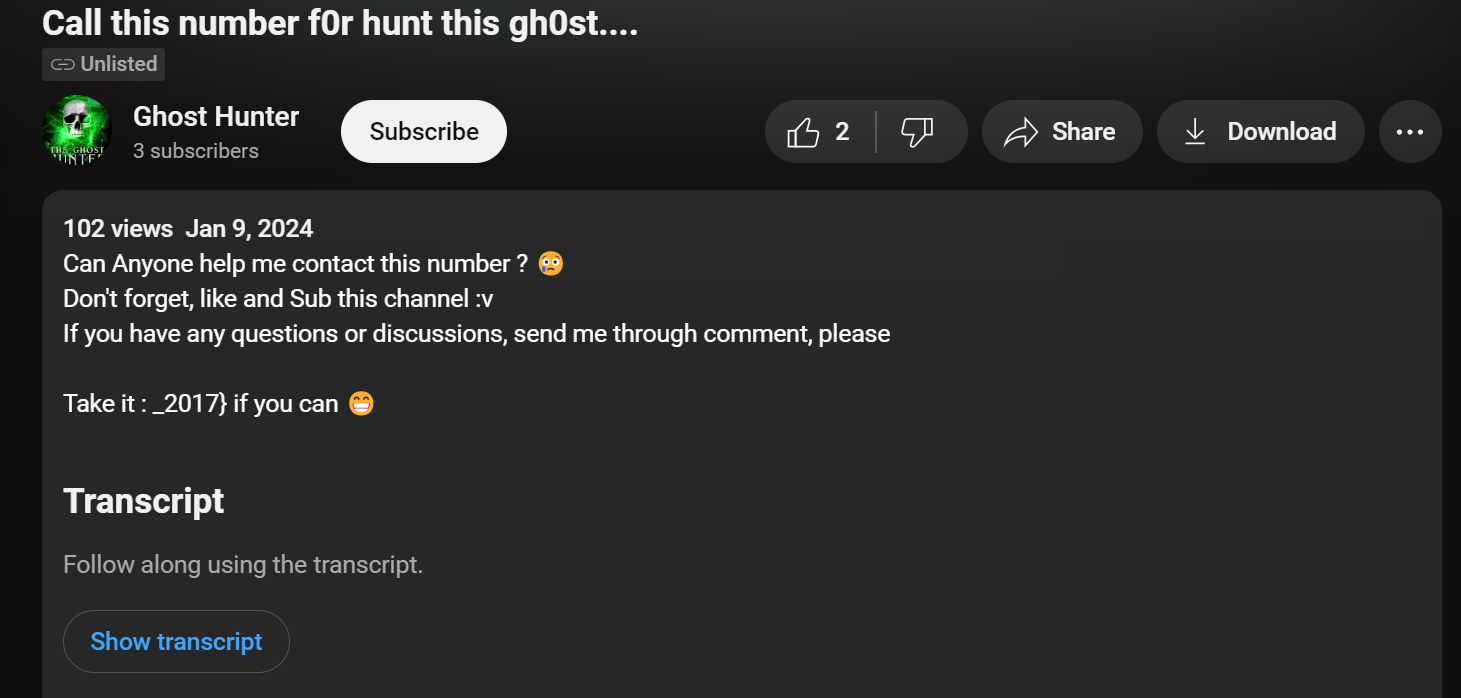 Call this number f0r hunt this gh0st....
Unlisted
THE GHOST
HUNTER
Ghost Hunter
3 subscribers
Subscribe
2
Share
Download
102 views Jan 9, 2024
Can Anyone help me contact this number ? 😢
Don't forget, like and Sub this channel :v
If you have any questions or discussions, send me through comment, please
Take it : _2017} if you can 😁
Transcript
Follow along using the transcript.
Show transcript